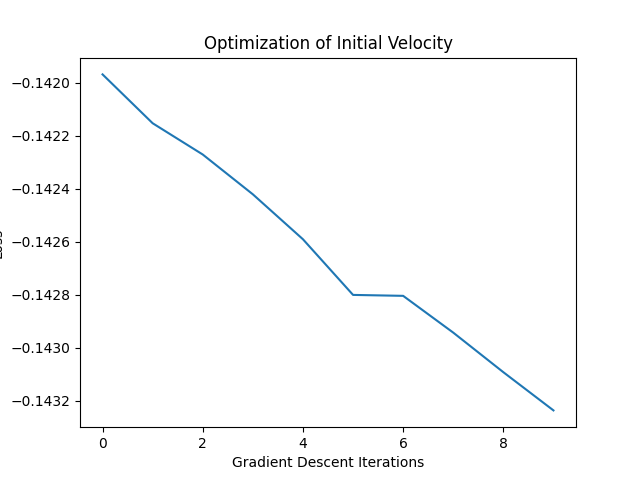 Optimization of Initial Velocity
−0.1420
−0.1422
−0.1424
−0.1426
−0.1428
−0.1430
−0.1432
0 2 4 6 8
Gradient Descent Iterations